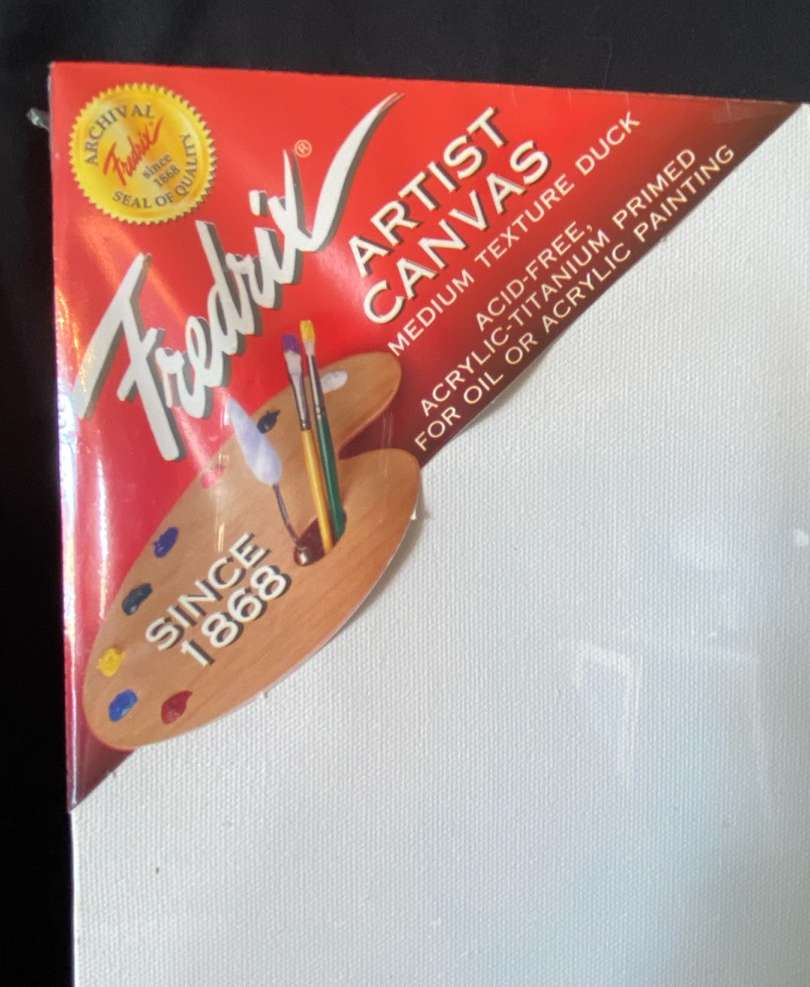 ARCHIVAL
Fredrix
since
1868
SEAL OF QUALITY
Fredrix®
ARTIST
CANVAS
MEDIUM TEXTURE DUCK
ACID-FREE,
ACRYLIC-TITANIUM PRIMED
FOR OIL OR ACRYLIC PAINTING
SINCE
1868